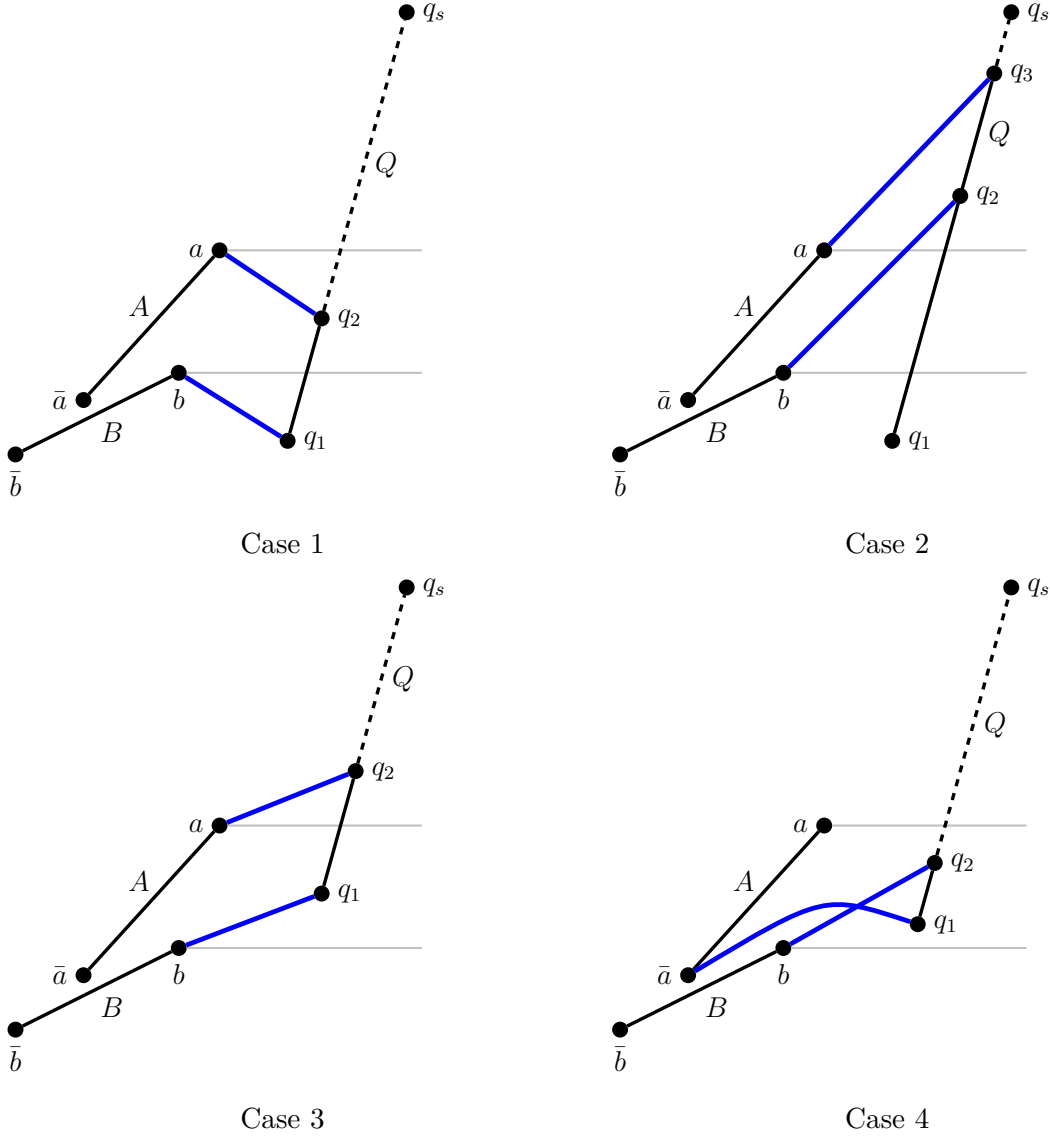 q_s
Q
a
q_2
A
ā
b
q_1
B
b̄
Case 1
q_s
q_3
Q
q_2
a
A
ā
b
q_1
B
b̄
Case 2
q_s
Q
q_2
a
A
q_1
ā
b
B
b̄
Case 3
q_s
Q
a
q_2
A
q_1
ā
b
B
b̄
Case 4